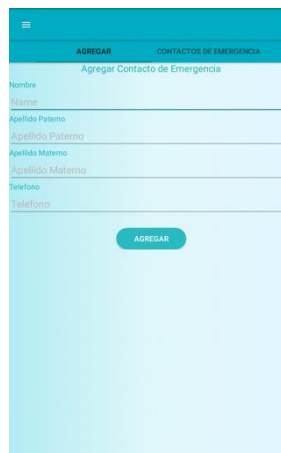 AGREGAR CONTACTOS DE EMERGENCIA
Agregar Contacto de Emergencia
Nombre
Name
Apellido Paterno
Apellido Paterno
Apellido Materno
Apellido Materno
Telefono
Telefono
AGREGAR